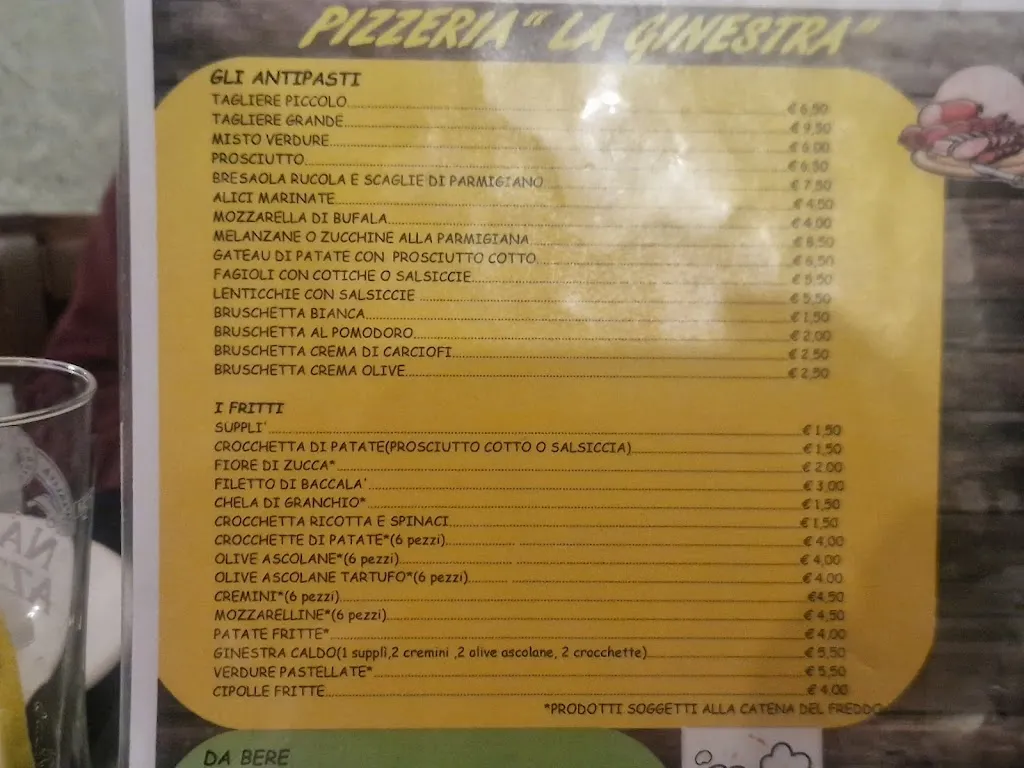 PIZZERIA "LA GINESTRA"
GLI ANTIPASTI
TAGLIERE PICCOLO € 6,50
TAGLIERE GRANDE € 9,50
MISTO VERDURE € 6,00
PROSCIUTTO € 6,50
BRESAOLA RUCOLA E SCAGLIE DI PARMIGIANO € 7,50
ALICI MARINATE € 4,50
MOZZARELLA DI BUFALA € 4,00
MELANZANE O ZUCCHINE ALLA PARMIGIANA € 6,50
GATEAU DI PATATE CON PROSCIUTTO COTTO € 6,50
FAGIOLI CON COTICHE O SALSICCIE € 5,50
LENTICCHIE CON SALSICCIE € 5,50
BRUSCHETTA BIANCA € 1,50
BRUSCHETTA AL POMODORO € 2,00
BRUSCHETTA CREMA DI CARCIOFI € 2,50
BRUSCHETTA CREMA OLIVE € 2,50
I FRITTI
SUPPLI' € 1,50
CROCCHETTA DI PATATE(PROSCIUTTO COTTO O SALSICCIA) € 1,50
FIORE DI ZUCCA* € 2,00
FILETTO DI BACCALA' € 3,00
CHELA DI GRANCHIO* € 1,50
CROCCHETTA RICOTTA E SPINACI € 1,50
CROCCHETTE DI PATATE*(6 pezzi) € 4,00
OLIVE ASCOLANE*(6 pezzi) € 4,00
OLIVE ASCOLANE TARTUFO*(6 pezzi) € 4,00
CREMINI*(6 pezzi) €4,50
MOZZARELLINE*(6 pezzi) € 4,50
PATATE FRITTE* € 4,00
GINESTRA CALDO(1 supplì,2 cremini ,2 olive ascolane, 2 crocchette) € 5,50
VERDURE PASTELLATE* € 5,50
CIPOLLE FRITTE € 4,00
*PRODOTTI SOGGETTI ALLA CATENA DEL FREDDO
DA BERE